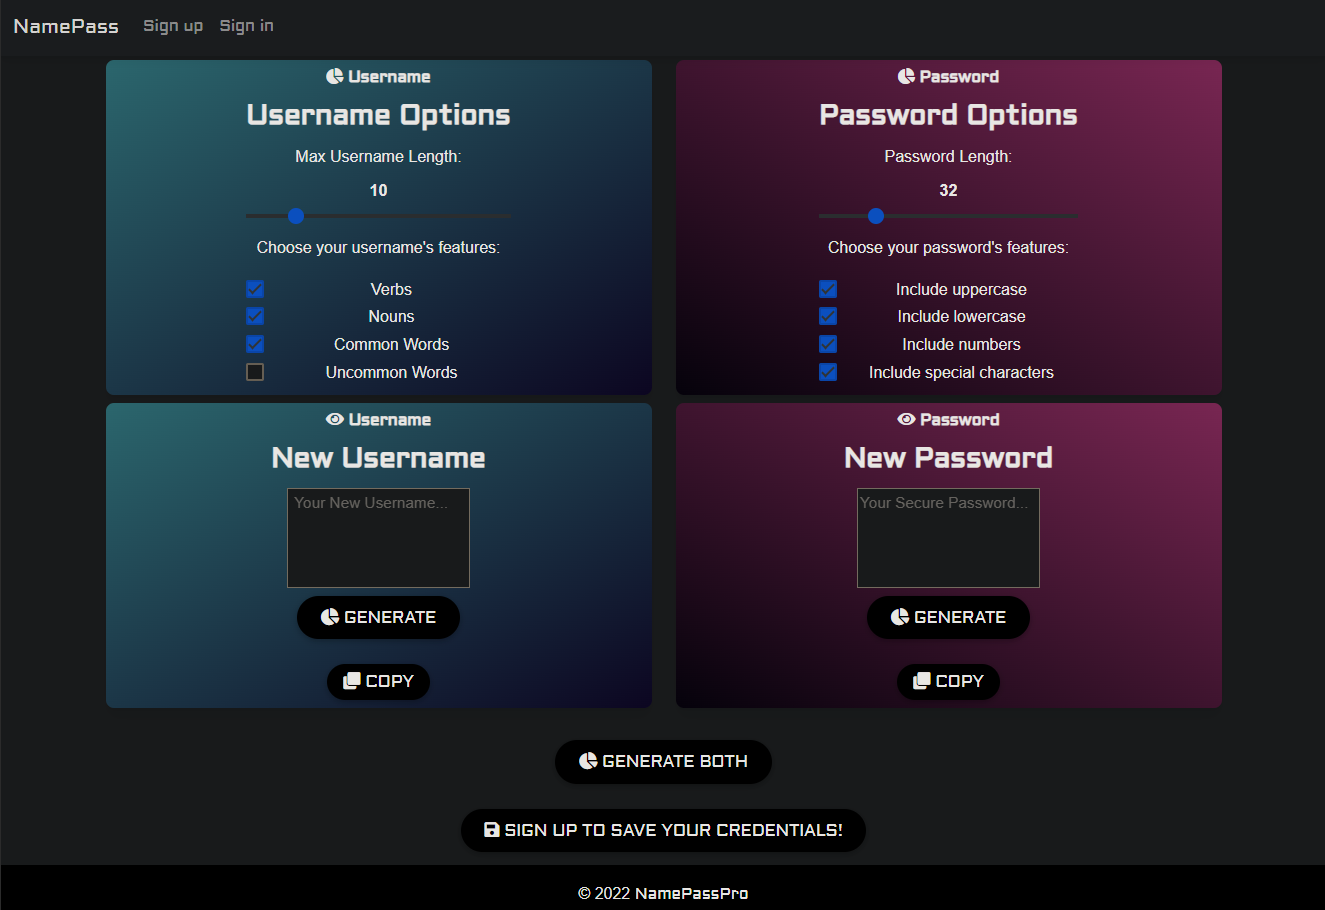 NamePass Sign up Sign in
Username
Username Options
Max Username Length:
10
Choose your username's features:
Verbs
Nouns
Common Words
Uncommon Words
Password
Password Options
Password Length:
32
Choose your password's features:
Include uppercase
Include lowercase
Include numbers
Include special characters
Username
New Username
Your New Username...
GENERATE
COPY
Password
New Password
Your Secure Password...
GENERATE
COPY
GENERATE BOTH
SIGN UP TO SAVE YOUR CREDENTIALS!
© 2022 NamePassPro